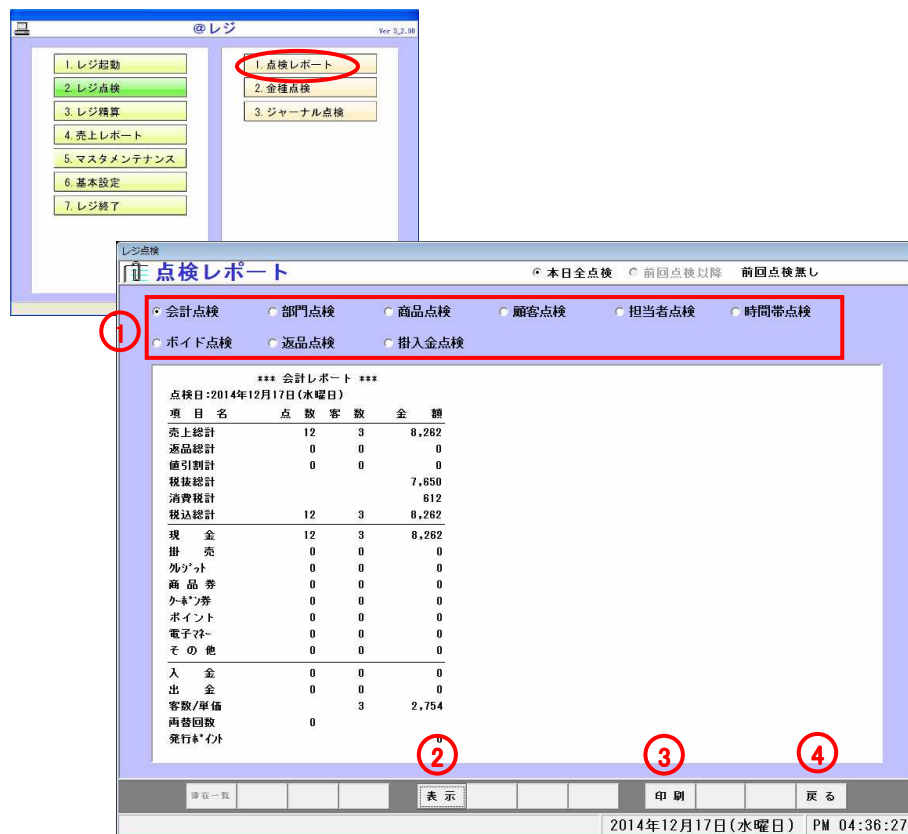 @レジ
Ver S_2.00
1. レジ起動
1. 点検レポート
2. レジ点検
2. 金種点検
3. レジ精算
3. ジャーナル点検
4. 売上レポート
5. マスタメンテナンス
6. 基本設定
7. レジ終了
レジ点検
点検レポート
本日全点検 前回点検以降 前回点検無し
①
会計点検 部門点検 商品点検 顧客点検 担当者点検 時間帯点検
ボイド点検 返品点検 掛入金点検
*** 会計レポート ***
点検日:2014年12月17日(水曜日)
項 目 名 点 数 客 数 金 額
売上総計 12 3 8,262
返品総計 0 0 0
値引割計 0 0 0
税抜総計 7,650
消費税計 612
税込総計 12 3 8,262
現 金 12 3 8,262
掛 売 0 0 0
ｸﾚｼﾞｯﾄ 0 0 0
商 品 券 0 0 0
ｸｰﾎﾟﾝ券 0 0 0
ポイント 0 0 0
電子ﾏﾈｰ 0 0 0
そ の 他 0 0 0
入 金 0 0 0
出 金 0 0 0
客数/単価 3 2,754
両替回数 0
発行ﾎﾟｲﾝﾄ 0
② ③ ④
滞在一覧 表 示 印 刷 戻 る
2014年12月17日(水曜日) PM 04:36:27